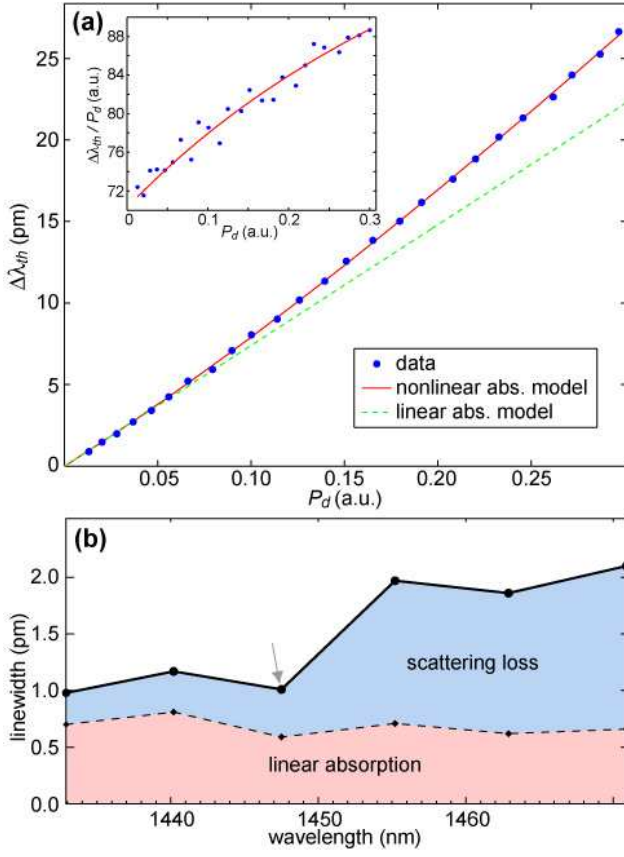 (a)
88
84
80
76
72
Δλth / Pd (a.u.)
0 0.1 0.2 0.3
Pd (a.u.)
25
20
15
10
5
0
Δλth (pm)
data
nonlinear abs. model
linear abs. model
0.05 0.10 0.15 0.20 0.25
Pd (a.u.)
(b)
2.0
1.5
1.0
0.5
0.0
linewidth (pm)
scattering loss
linear absorption
1440 1450 1460
wavelength (nm)